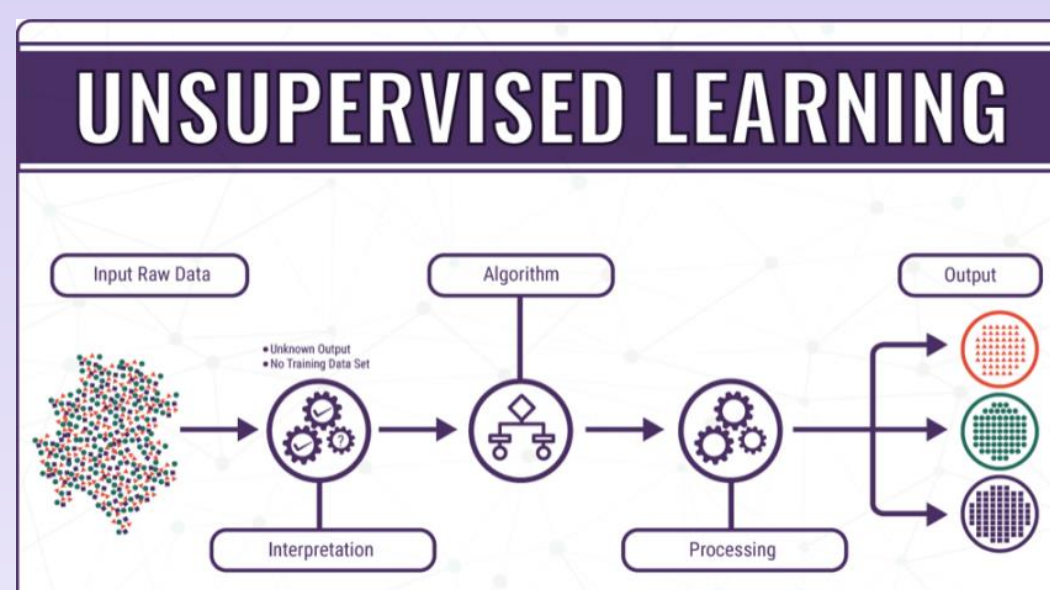 UNSUPERVISED LEARNING
Input Raw Data
Algorithm
Output
• Unknown Output
• No Training Data Set
?
Interpretation
Processing